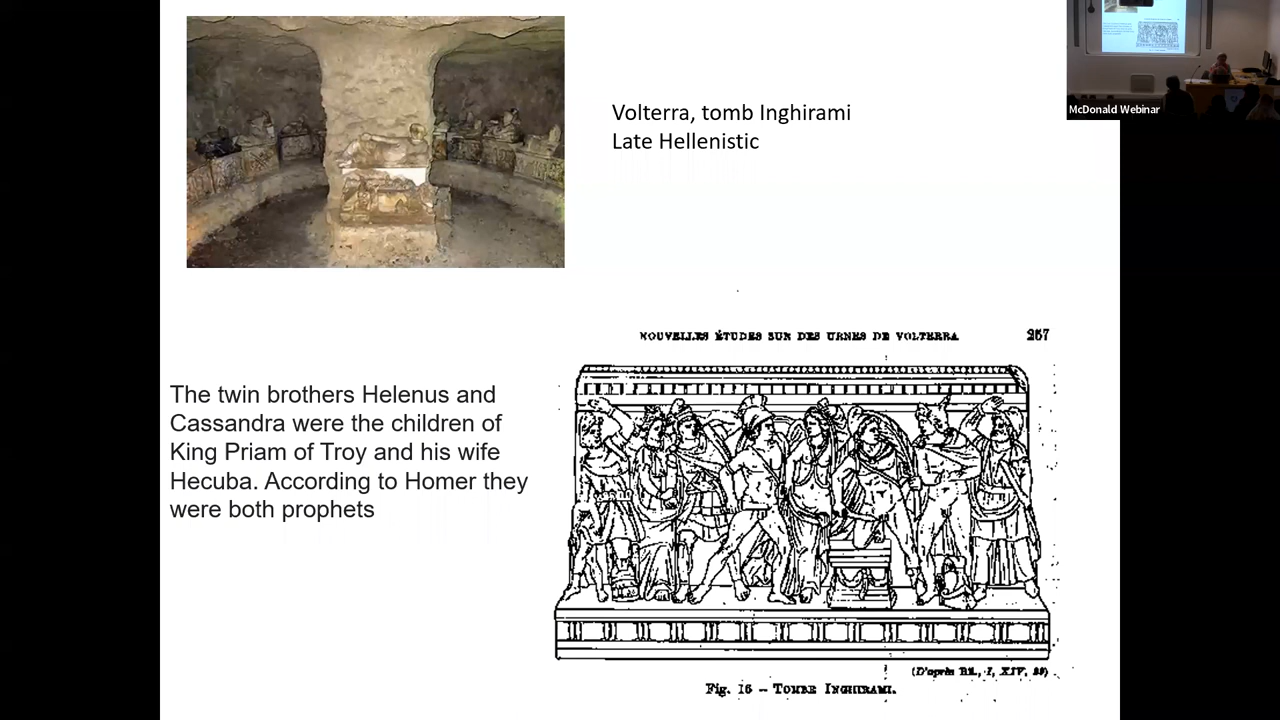 McDonald Webinar
Volterra, tomb Inghirami
Late Hellenistic
NOUVELLES ÉTUDES SUR DES URNES DE VOLTERRA 257
The twin brothers Helenus and
Cassandra were the children of
King Priam of Troy and his wife
Hecuba. According to Homer they
were both prophets
(D'après I, XIV,
Fig. 16 — TOMBE INGHIRAMI.